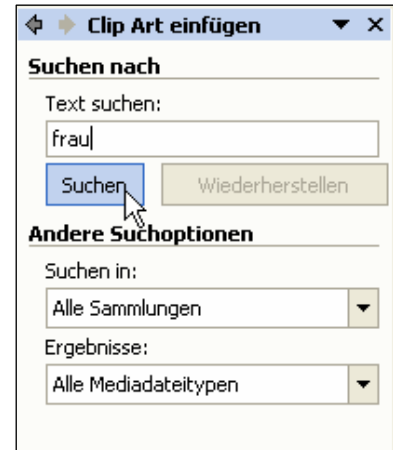 Clip Art einfügen
Suchen nach
Text suchen:
frau
Suchen Wiederherstellen
Andere Suchoptionen
Suchen in:
Alle Sammlungen
Ergebnisse:
Alle Mediadateitypen